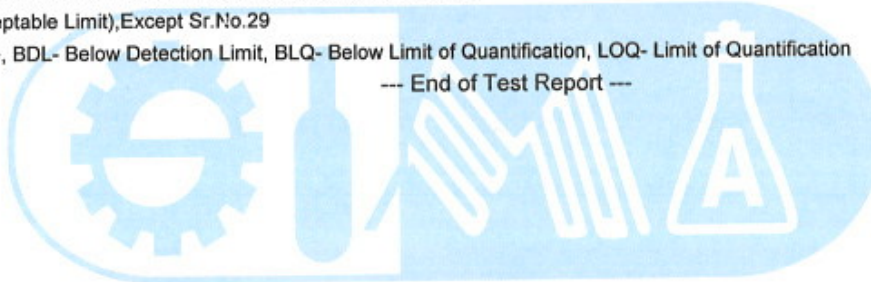 eptable Limit),Except Sr.No.29
, BDL- Below Detection Limit, BLQ- Below Limit of Quantification, LOQ- Limit of Quantification
--- End of Test Report ---
A